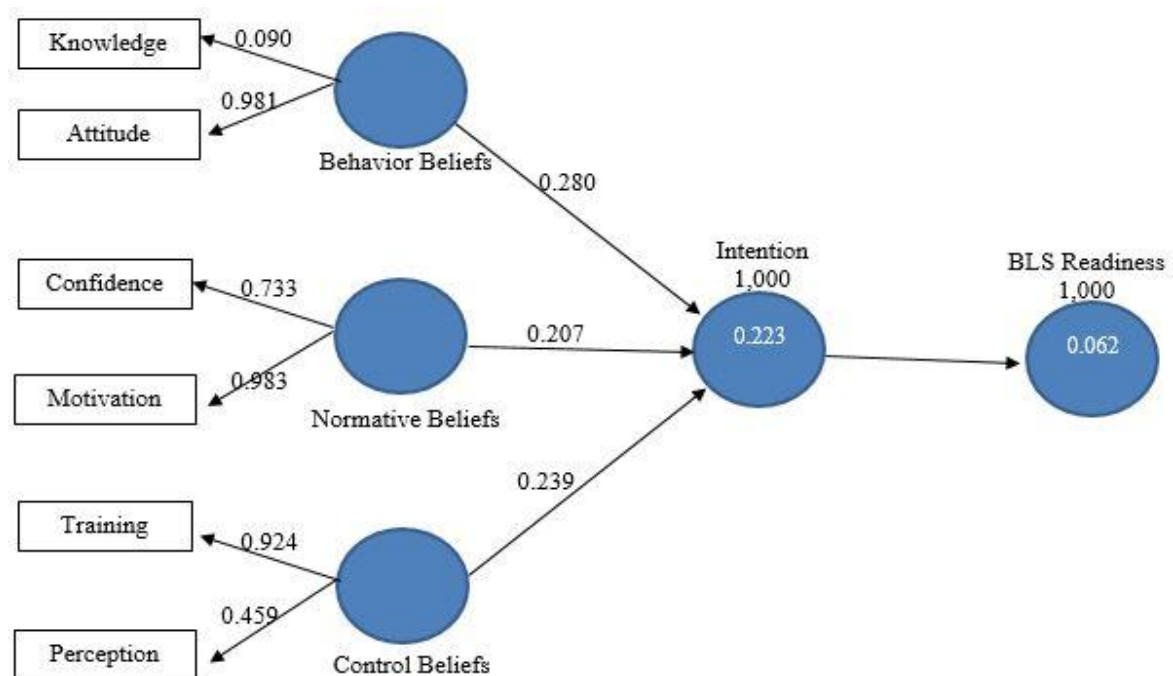 Knowledge
0.090
0.981
Attitude
Behavior Beliefs
0.280
Confidence
0.733
0.983
Motivation
Normative Beliefs
0.207
Intention
1,000
0.223
BLS Readiness
1,000
0.062
Training
0.924
0.459
Perception
Control Beliefs
0.239